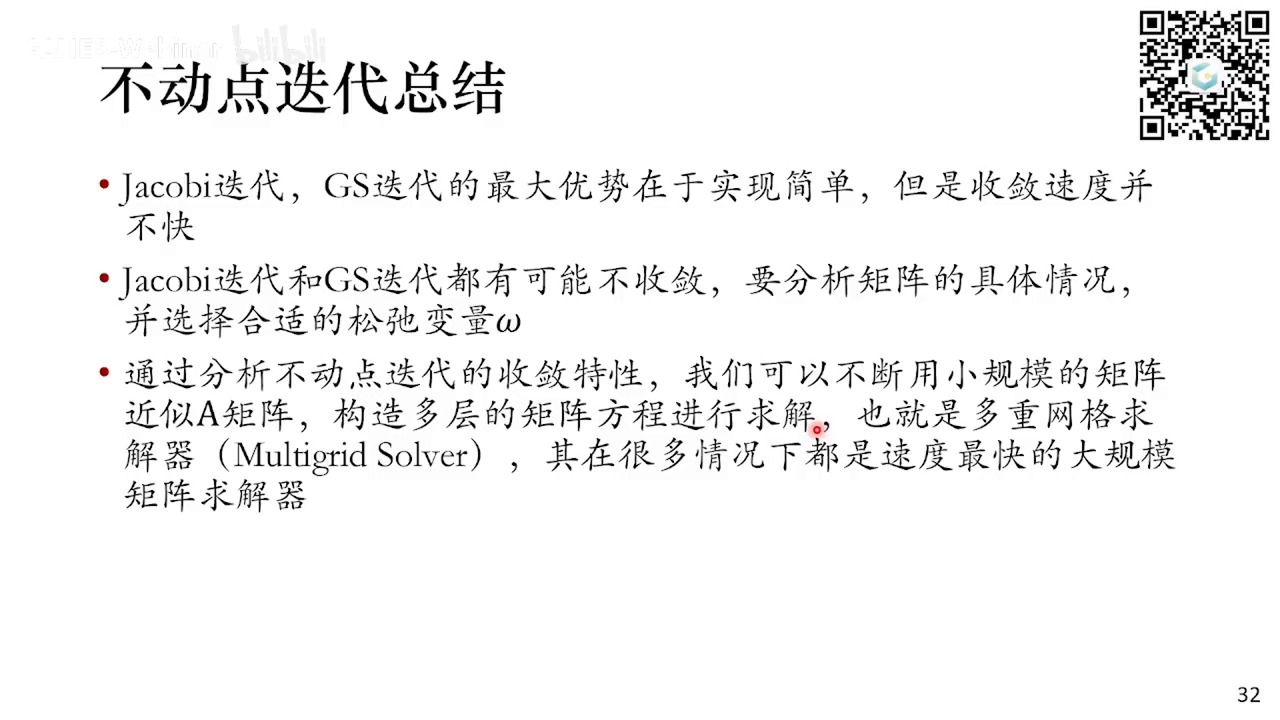 bilibili
不动点迭代总结
• Jacobi迭代，GS迭代的最大优势在于实现简单，但是收敛速度并
不快
• Jacobi迭代和GS迭代都有可能不收敛，要分析矩阵的具体情况，
并选择合适的松弛变量ω
• 通过分析不动点迭代的收敛特性，我们可以不断用小规模的矩阵
近似A矩阵，构造多层的矩阵方程进行求解，也就是多重网格求
解器（Multigrid Solver），其在很多情况下都是速度最快的大规模
矩阵求解器
32